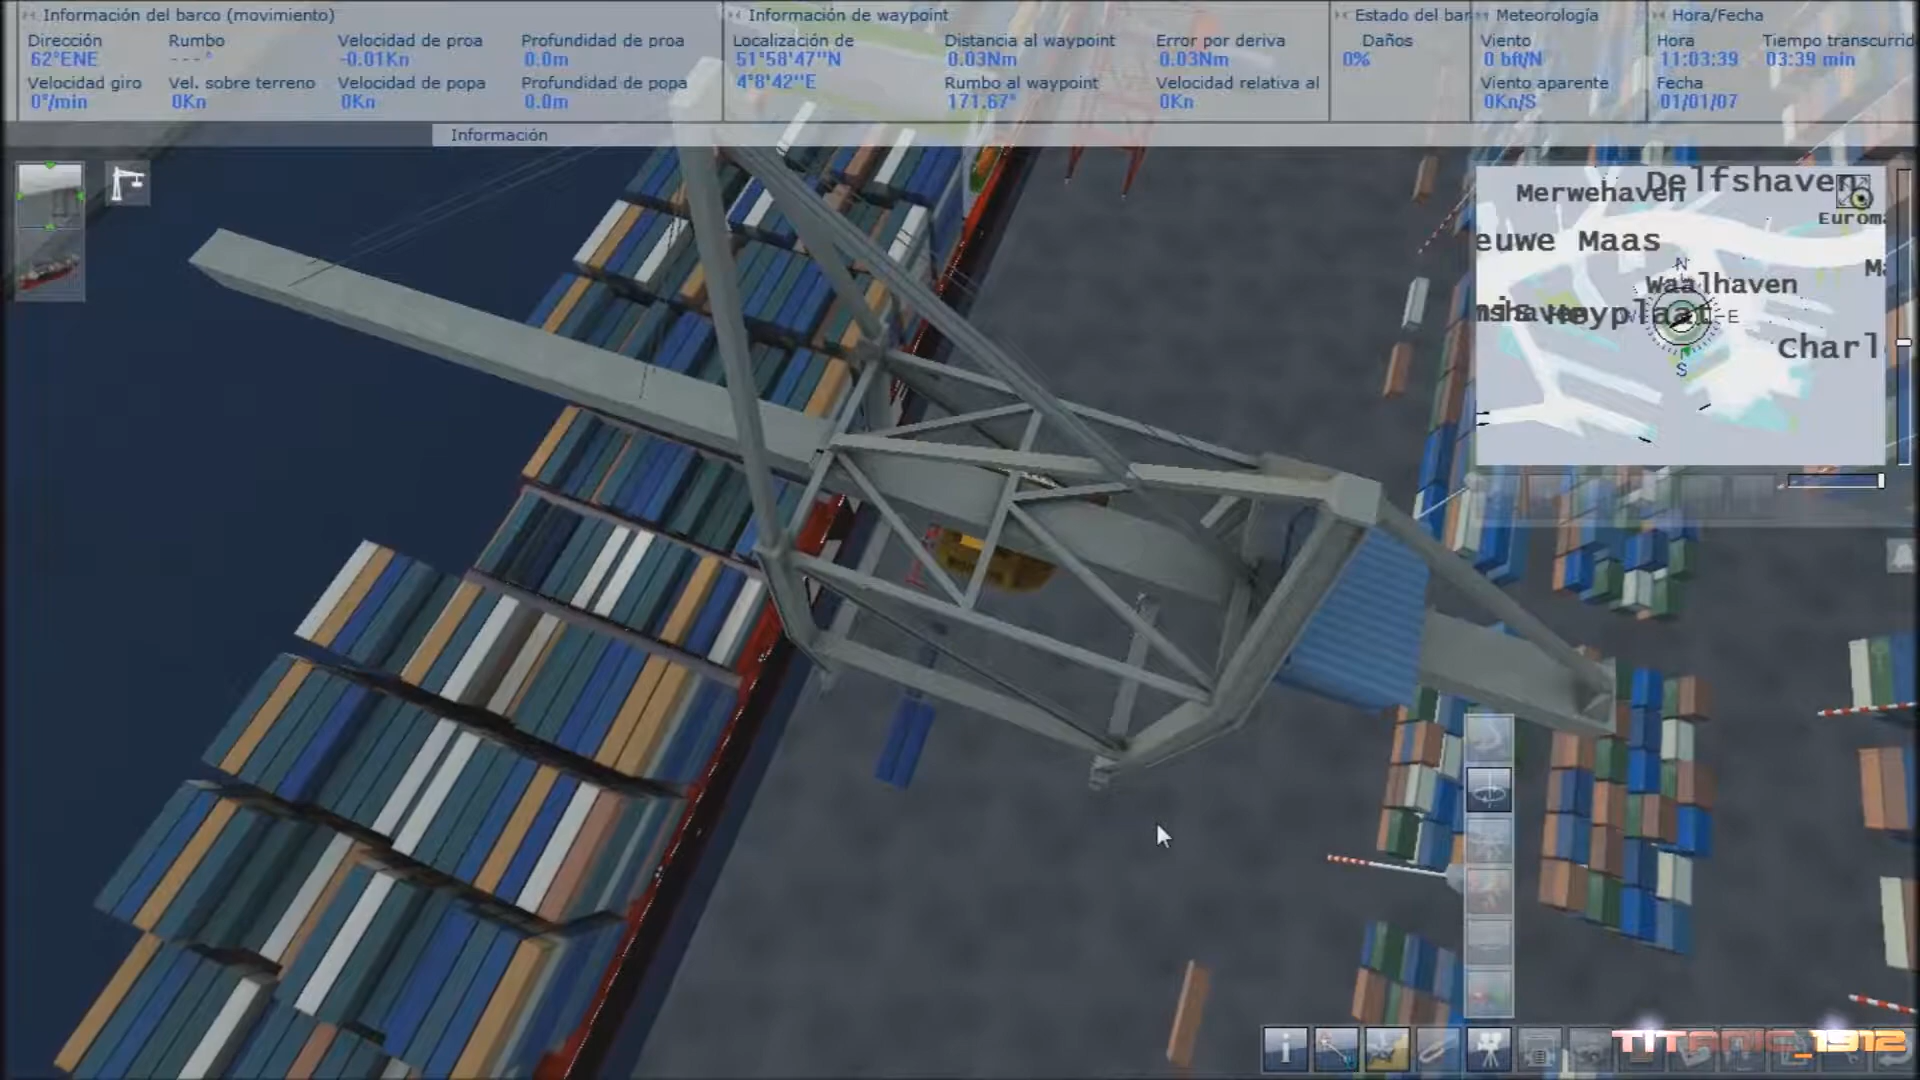 Información del barco (movimiento)
Dirección Rumbo Velocidad de proa Profundidad de proa
62°ENE ---° -0.01Kn 0.0m
Velocidad giro Vel. sobre terreno Velocidad de popa Profundidad de popa
0°/min 0Kn 0Kn 0.0m
Información de waypoint
Localización de Distancia al waypoint Error por deriva
51°58'47''N 0.03Nm 0.03Nm
4°8'42''E Rumbo al waypoint Velocidad relativa al
171.67° 0Kn
Estado del bar
Daños
0%
Meteorología
Viento
0 bft/N
Viento aparente
0Kn/S
Hora/Fecha
Hora Tiempo transcurrid
11:03:39 03:39 min
Fecha
01/01/07
Información
Delfshaven
Merwehaven
Eurom
euwe Maas
N
Waalhaven
Heyplaat
E
Charl
S
TITANIC_1912